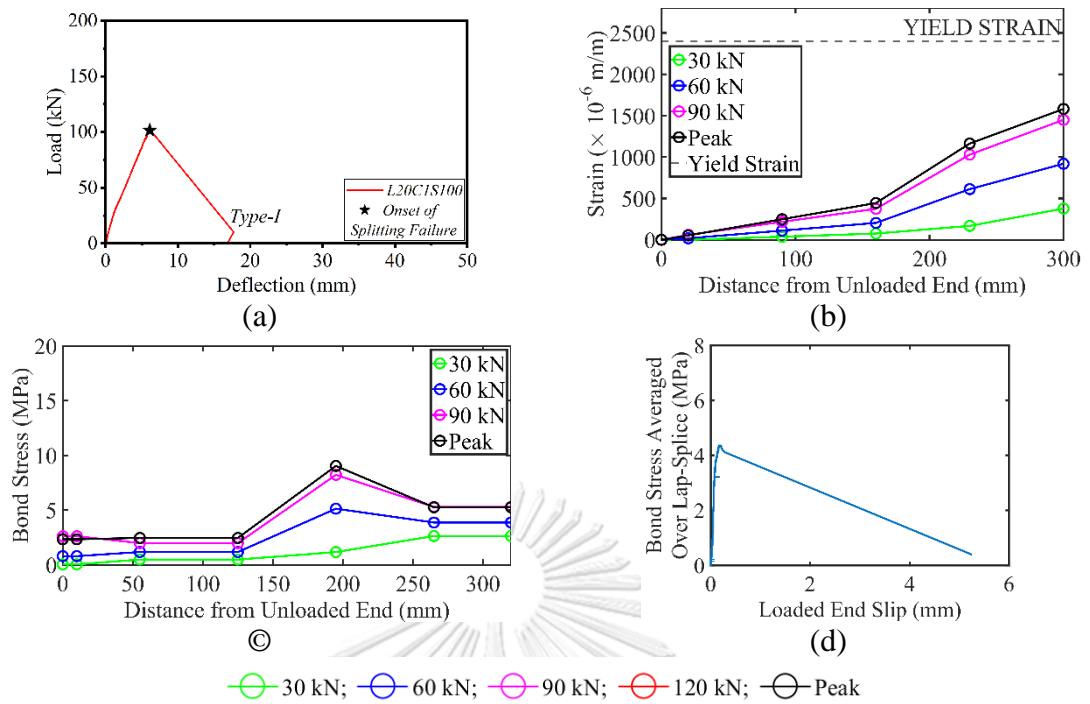 200
150
100
50
0
Load (kN)
Type-I
L20C1S100
Onset of
Splitting Failure
0 10 20 30 40 50
Deflection (mm)
(a)
YIELD STRAIN
2500
2000
1500
1000
500
0
Strain (× 10⁻⁶ m/m)
30 kN
60 kN
90 kN
Peak
Yield Strain
0 100 200 300
Distance from Unloaded End (mm)
(b)
20
15
10
5
0
Bond Stress (MPa)
30 kN
60 kN
90 kN
Peak
0 50 100 150 200 250 300
Distance from Unloaded End (mm)
©
8
6
4
2
0
Bond Stress Averaged
Over Lap-Splice (MPa)
0 2 4 6
Loaded End Slip (mm)
(d)
30 kN; 60 kN; 90 kN; 120 kN; Peak